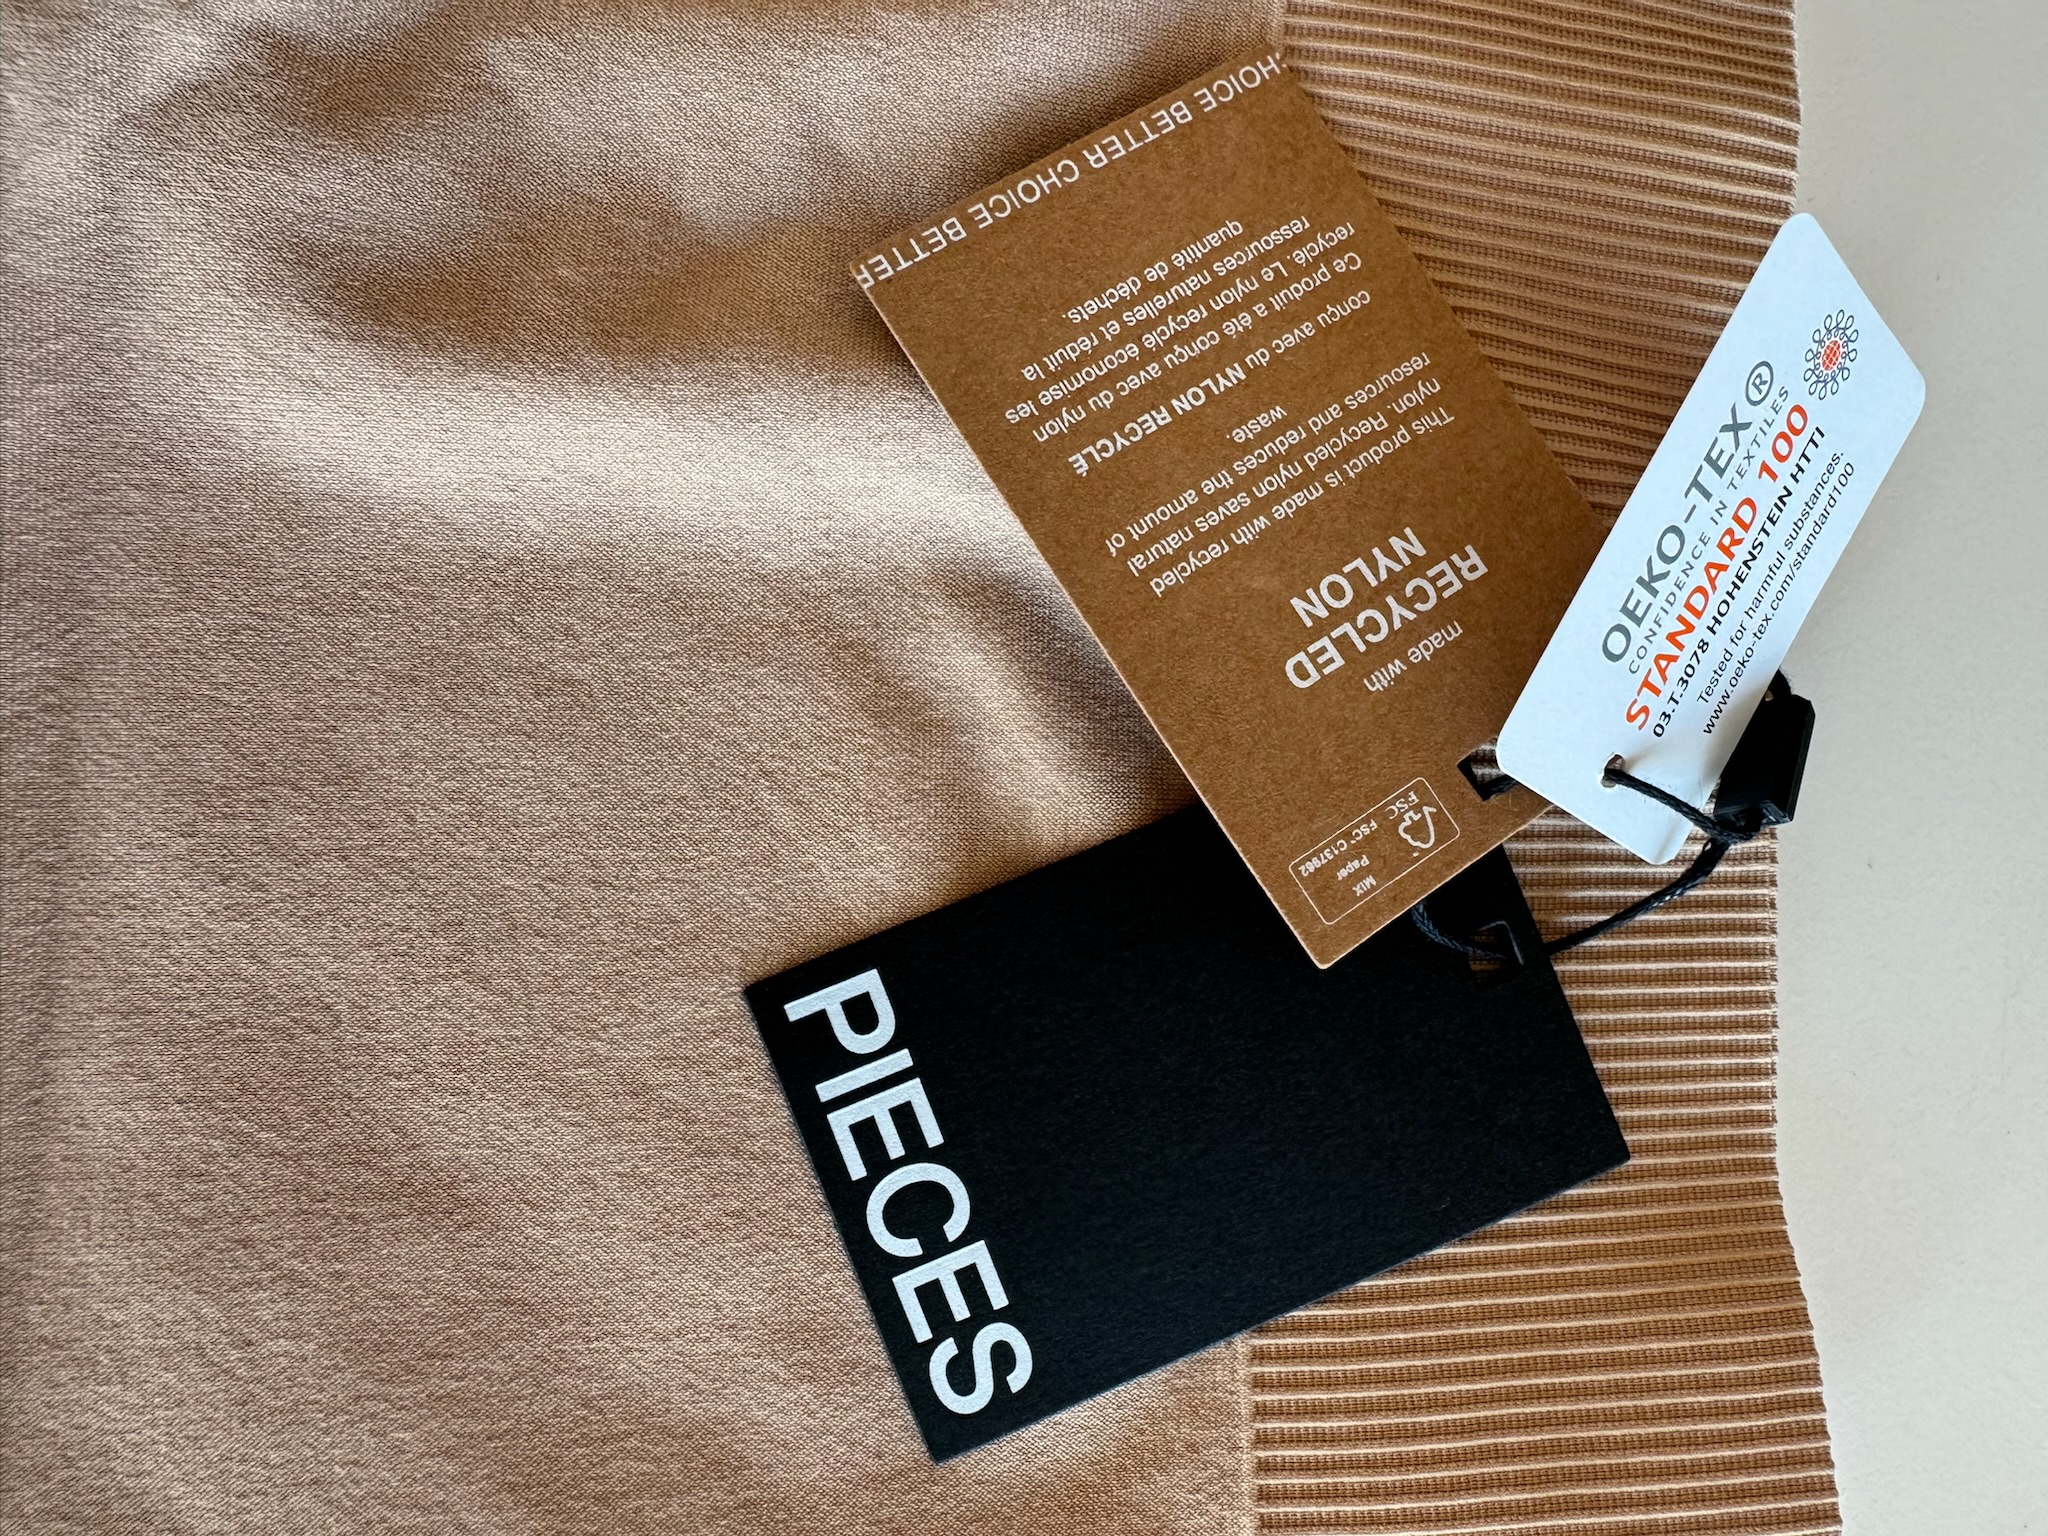 CHOICE BETTER CHOICE BETTER
made with
RECYCLED
NYLON
This product is made with recycled
nylon. Recycled nylon saves natural
resources and reduces the amount of
waste.
conçu avec du NYLON RECYCLÉ
Ce produit a été conçu avec du nylon
recyclé. Le nylon recyclé économise les
ressources naturelles et réduit la
quantité de déchets.
FSC
MIX
Paper
FSC™ C137962
OEKO-TEX®
CONFIDENCE IN TEXTILES
STANDARD 100
03.T.3078 HOHENSTEIN HTTI
Tested for harmful substances.
www.oeko-tex.com/standard100
PIECES